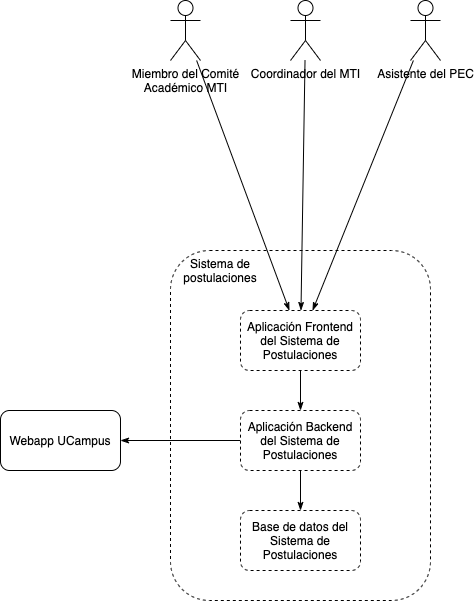 Miembro del Comité
Académico MTI
Coordinador del MTI
Asistente del PEC
Sistema de
postulaciones
Aplicación Frontend
del Sistema de
Postulaciones
Webapp UCampus
Aplicación Backend
del Sistema de
Postulaciones
Base de datos del
Sistema de
Postulaciones